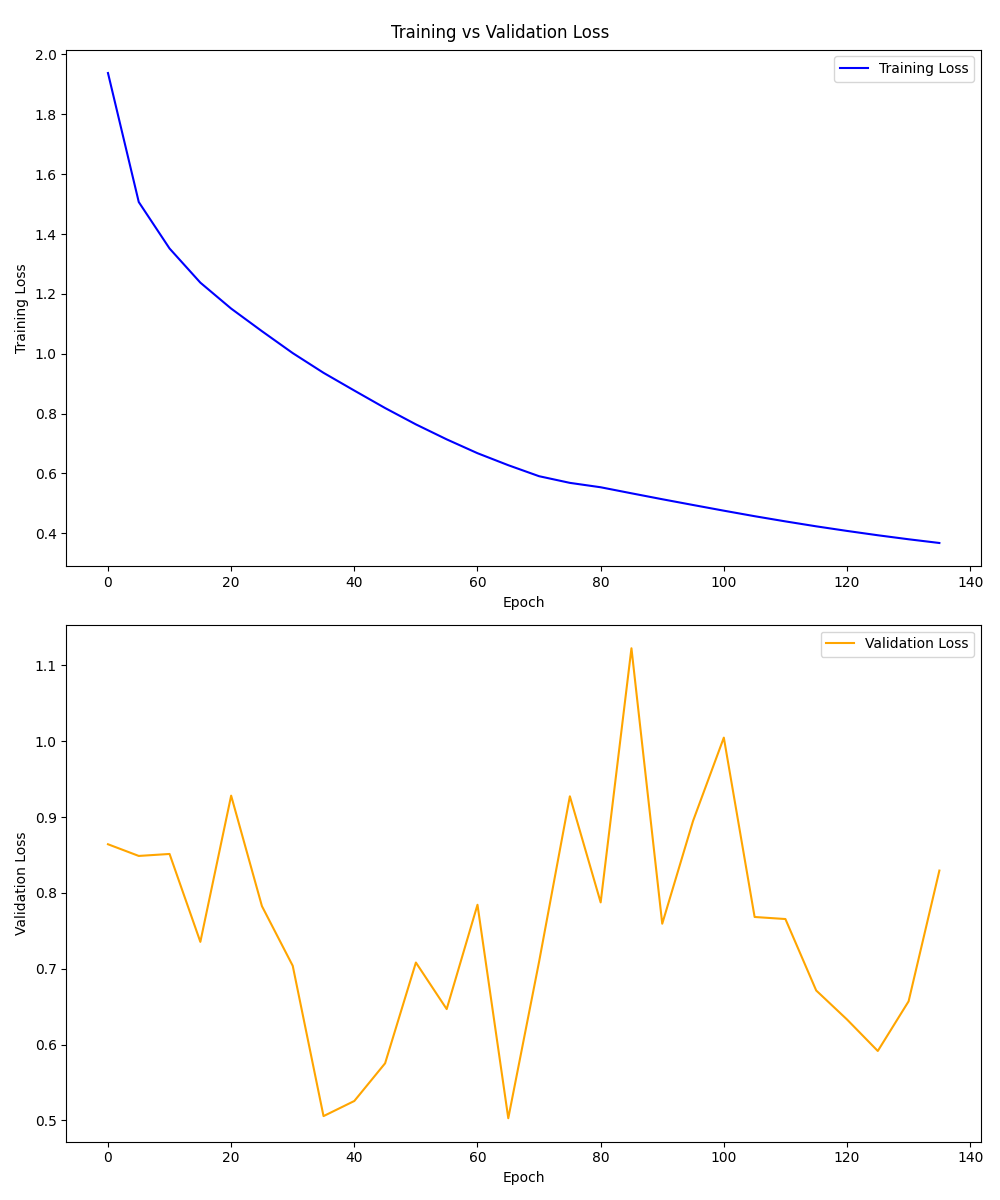 Training vs Validation Loss
Training Loss
2.0
1.8
1.6
1.4
1.2
1.0
0.8
0.6
0.4
Training Loss
0 20 40 60 80 100 120 140
Epoch
Validation Loss
1.1
1.0
0.9
0.8
0.7
0.6
0.5
Validation Loss
0 20 40 60 80 100 120 140
Epoch